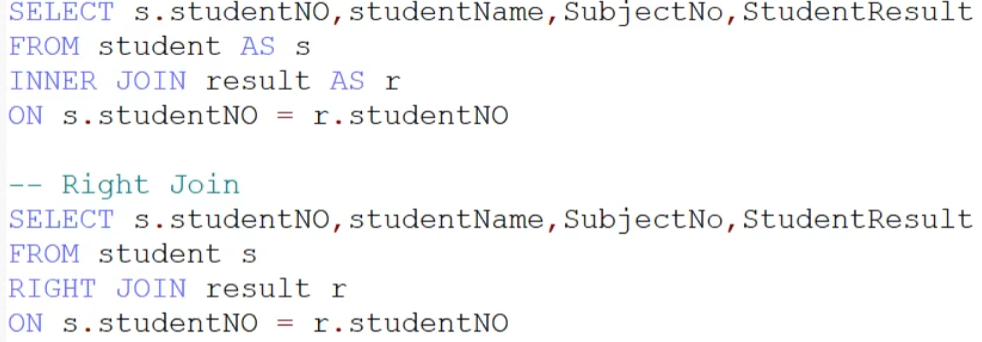 SELECT s.studentNO,studentName,SubjectNo,StudentResult
FROM student AS s
INNER JOIN result AS r
ON s.studentNO = r.studentNO
-- Right Join
SELECT s.studentNO,studentName,SubjectNo,StudentResult
FROM student s
RIGHT JOIN result r
ON s.studentNO = r.studentNO